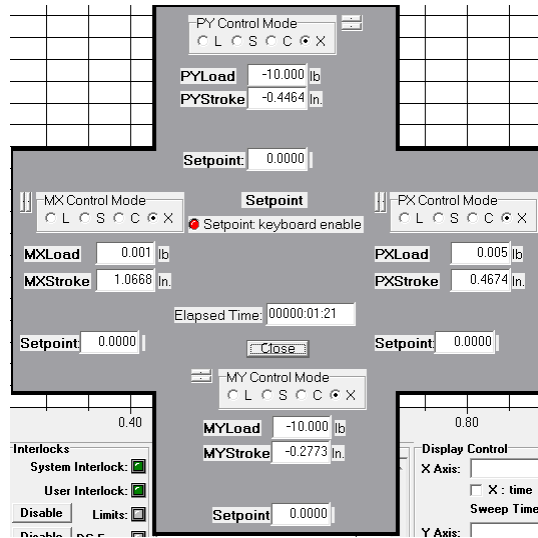 PY Control Mode
L S C X
PYLoad -10.000 lb
PYStroke -0.4464 In.
Setpoint: 0.0000
MX Control Mode
L S C X
MXLoad 0.001 lb
MXStroke 1.0668 In.
Setpoint: 0.0000
Setpoint
Setpoint: keyboard enable
PX Control Mode
L S C X
PXLoad 0.005 lb
PXStroke 0.4674 In.
Setpoint: 0.0000
Elapsed Time: 00000:01:21
Close
MY Control Mode
L S C X
MYLoad -10.000 lb
MYStroke -0.2773 In.
Setpoint 0.0000
0.40
0.80
Interlocks
System Interlock:
User Interlock:
Disable Limits:
Disable
Display Control
X Axis:
X : time
Sweep Time
Y Axis: